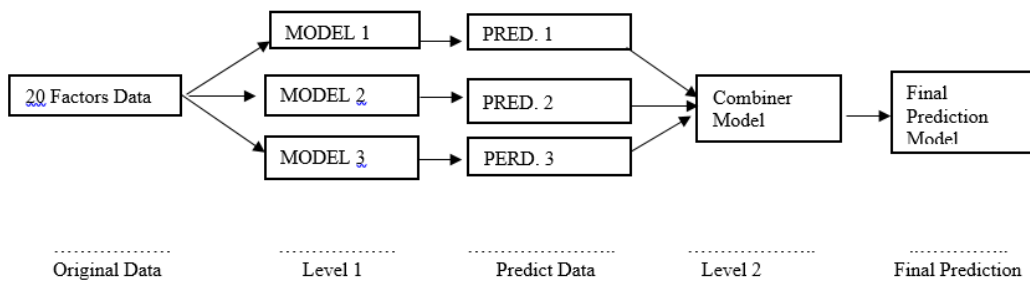 MODEL 1
PRED. 1
20 Factors Data
MODEL 2
PRED. 2
Combiner
Model
Final
Prediction
Model
MODEL 3
PERD. 3
Original Data
Level 1
Predict Data
Level 2
Final Prediction